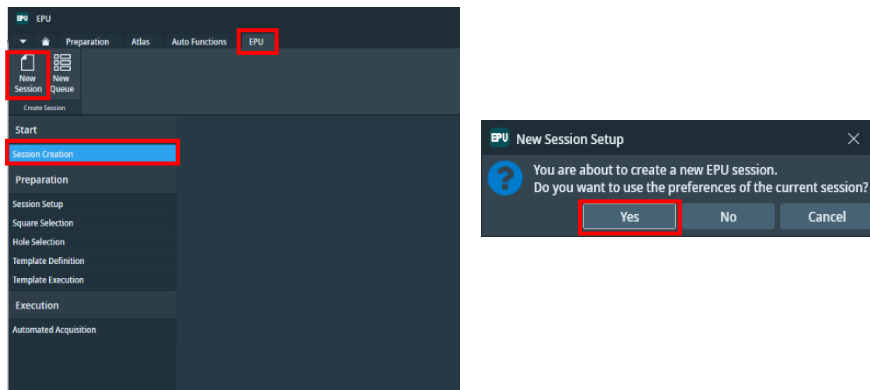 EPU EPU
Preparation Atlas Auto Functions EPU
New Session
New Queue
Create Session
Start
Session Creation
Preparation
Session Setup
Square Selection
Hole Selection
Template Definition
Template Execution
Execution
Automated Acquisition
EPU New Session Setup
?
You are about to create a new EPU session.
Do you want to use the preferences of the current session?
Yes No Cancel